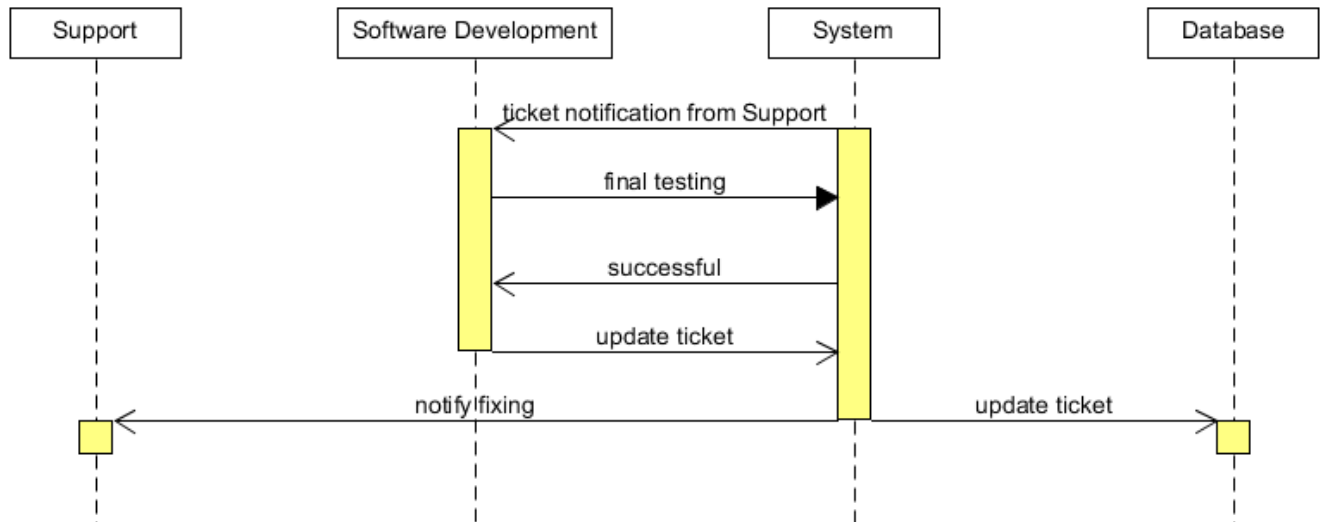 Support
Software Development
System
Database
ticket notification from Support
final testing
successful
update ticket
notify fixing
update ticket